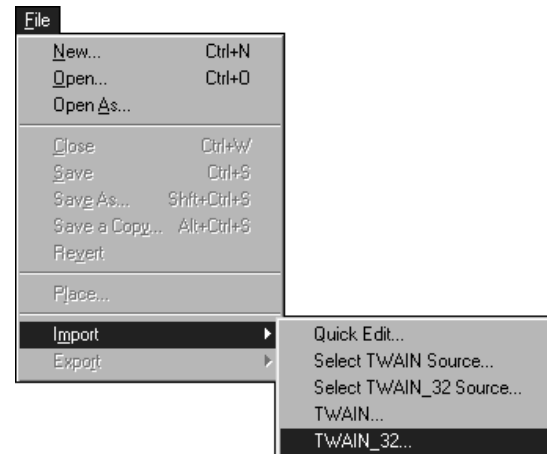 File
New... Ctrl+N
Open... Ctrl+O
Open As...
Close Ctrl+W
Save Ctrl+S
Save As... Shft+Ctrl+S
Save a Copy... Alt+Ctrl+S
Revert
Place...
Import
Export
Quick Edit...
Select TWAIN Source...
Select TWAIN_32 Source...
TWAIN...
TWAIN_32...